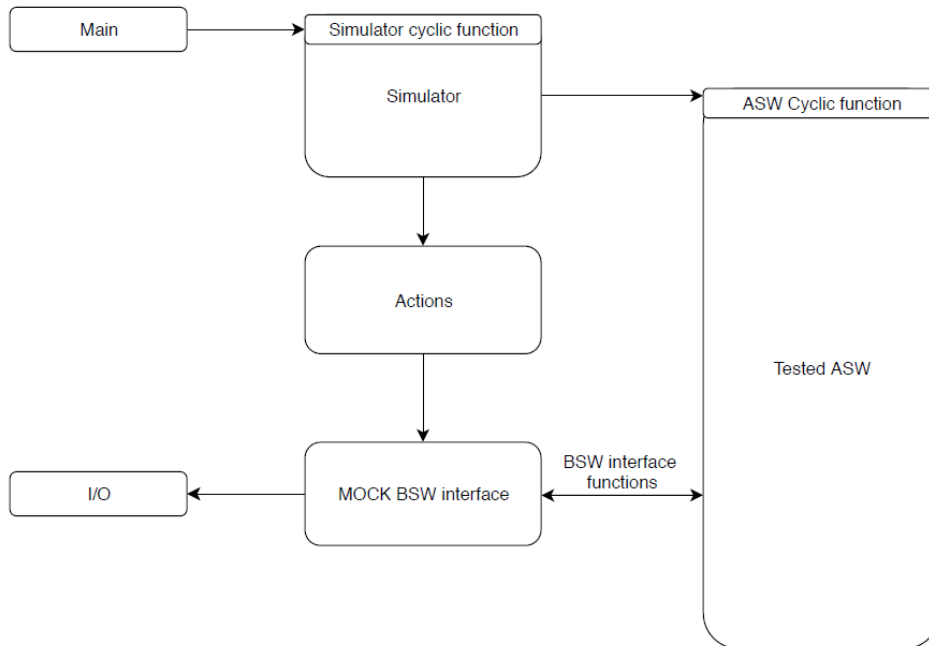 Main
Simulator cyclic function
Simulator
ASW Cyclic function
Actions
Tested ASW
BSW interface
functions
I/O
MOCK BSW interface